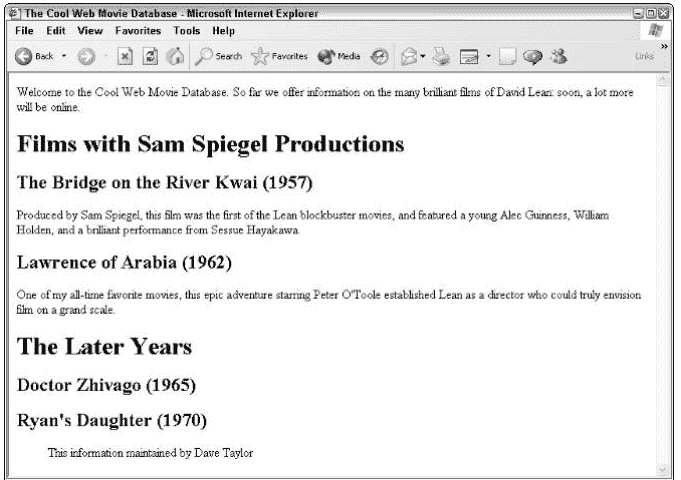 The Cool Web Movie Database - Microsoft Internet Explorer
File Edit View Favorites Tools Help
Back Search Favorites Media Links
Welcome to the Cool Web Movie Database. So far we offer information on the many brilliant films of David Lean: soon, a lot more
will be online.
Films with Sam Spiegel Productions
The Bridge on the River Kwai (1957)
Produced by Sam Spiegel, this film was the first of the Lean blockbuster movies, and featured a young Alec Guinness, William
Holden, and a brilliant performance from Sessue Hayakawa.
Lawrence of Arabia (1962)
One of my all-time favorite movies, this epic adventure starring Peter O'Toole established Lean as a director who could truly envision
film on a grand scale.
The Later Years
Doctor Zhivago (1965)
Ryan's Daughter (1970)
This information maintained by Dave Taylor